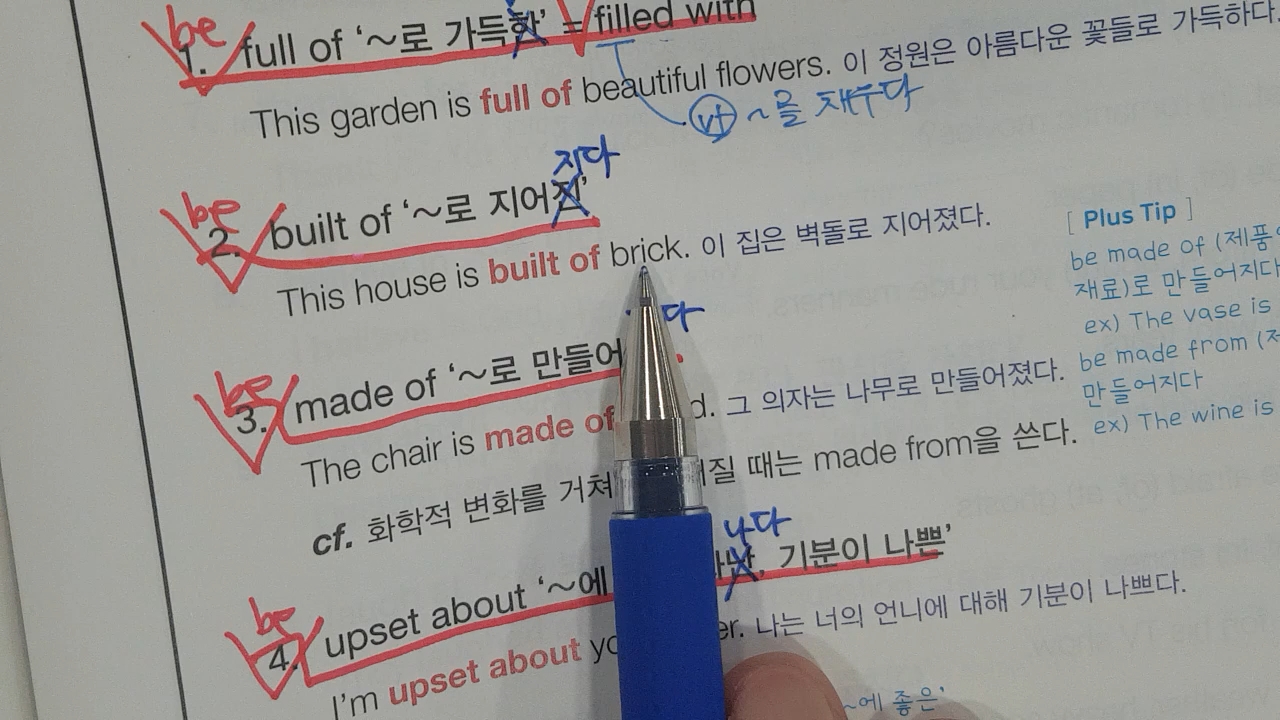 be
1. full of ‘～로 가득한’ = filled with
This garden is full of beautiful flowers. 이 정원은 아름다운 꽃들로 가득하다.
vt ~을 채우다
지다
be
2. built of ‘～로 지어진’
This house is built of brick. 이 집은 벽돌로 지어졌다.
다
be
3. made of ‘～로 만들어
The chair is made of d. 그 의자는 나무로 만들어졌다.
cf. 화학적 변화를 거쳐 질 때는 made from을 쓴다.
나다
be
4. upset about ‘～에 난, 기분이 나쁜’
I’m upset about er. 나는 너의 언니에 대해 기분이 나쁘다.
～에 좋은’
[ Plus Tip ]
be made of (제품
재료)로 만들어지다
ex) The vase is
be made from (
만들어지다
ex) The wine is